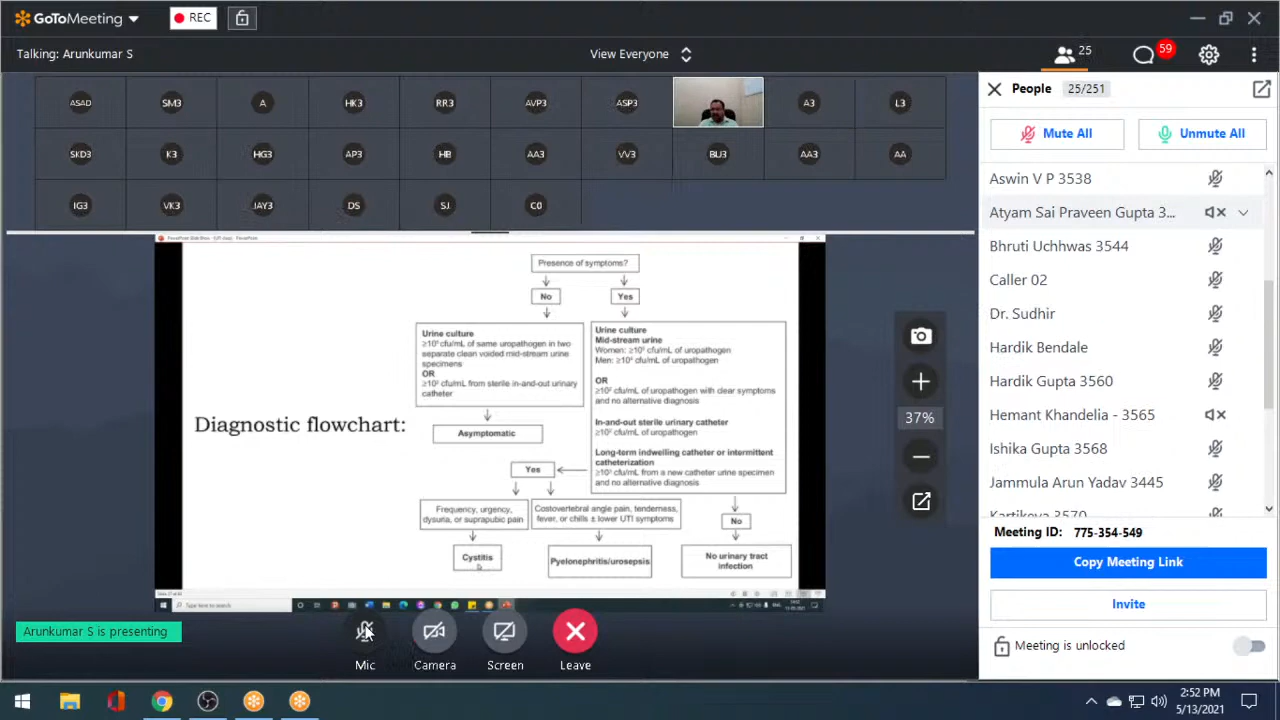 GoToMeeting
REC
Talking: Arunkumar S
View Everyone
25
59
ASAD
SM3
A
HK3
RR3
AVP3
ASP3
A3
L3
SKD3
K3
HG3
AP3
HB
AA3
VV3
BU3
AA3
AA
IG3
VK3
JAY3
DS
SJ
C0
People 25/251
Mute All
Unmute All
Aswin V P 3538
Atyam Sai Praveen Gupta 3...
Bhruti Uchhwas 3544
Caller 02
Dr. Sudhir
Hardik Bendale
Hardik Gupta 3560
Hemant Khandelia - 3565
Ishika Gupta 3568
Jammula Arun Yadav 3445
Kartikeya 3570
Meeting ID: 775-354-549
Copy Meeting Link
Invite
Meeting is unlocked
37%
Diagnostic flowchart:
Presence of symptoms?
No
Yes
Urine culture
≥10⁵ cfu/mL of same uropathogen in two
separate clean voided mid-stream urine
specimens
OR
cfu/mL from sterile in-and-out urinary
catheter
Asymptomatic
Urine culture
Mid-stream urine
Women: cfu/mL of uropathogen
Men: cfu/mL of uropathogen
OR
cfu/mL of uropathogen with clear symptoms
and no alternative diagnosis
In-and-out sterile urinary catheter
cfu/mL of uropathogen
Long-term indwelling catheter or intermittent
catheterization
cfu/mL from a new catheter urine specimen
and no alternative diagnosis
Yes
Frequency, urgency,
dysuria, or suprapubic pain
Costovertebral angle pain, tenderness,
fever, or chills ± lower UTI symptoms
No
Cystitis
Pyelonephritis/urosepsis
No urinary tract
infection
Type here to search
Arunkumar S is presenting
Mic
Camera
Screen
Leave
2:52 PM
5/13/2021